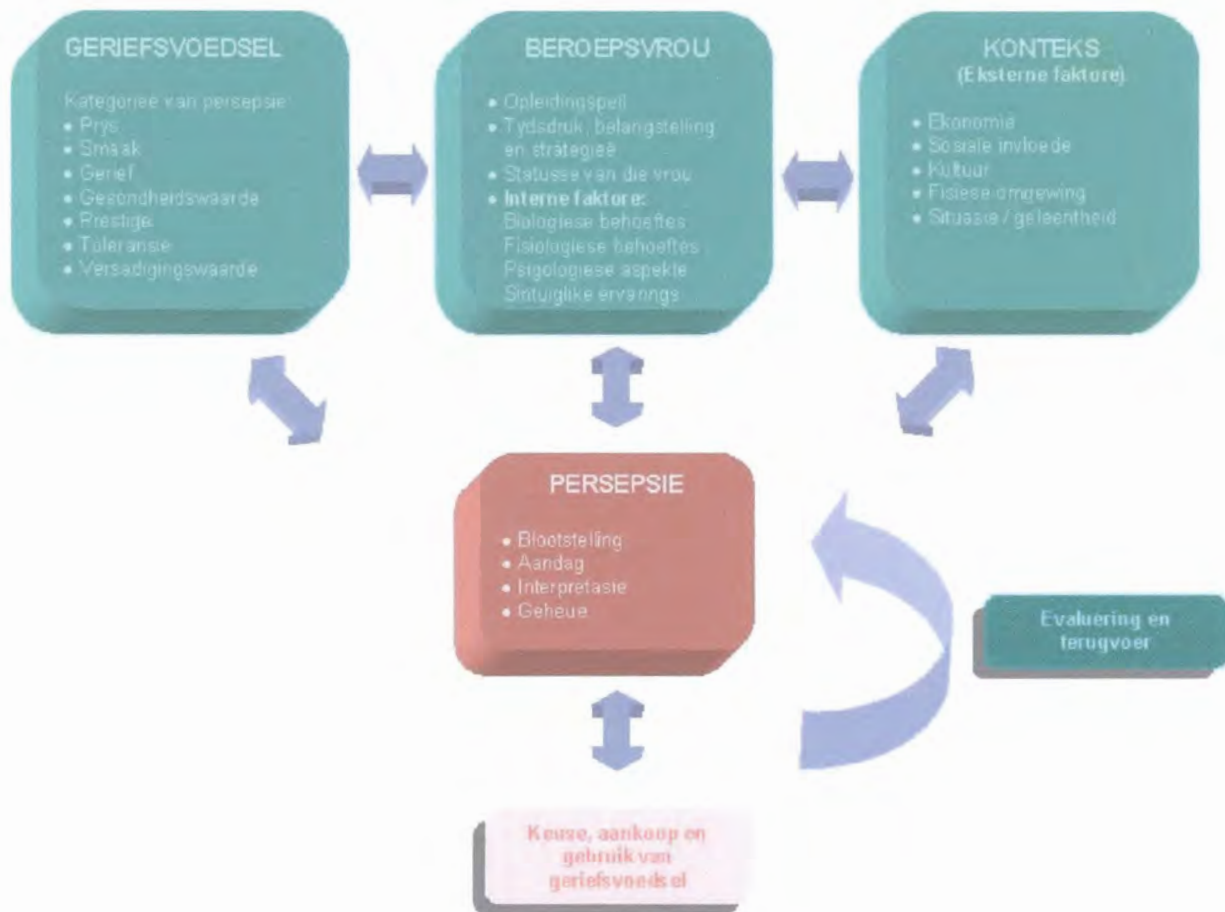 GERIEFSVOEDSEL
Kategorieë van persepsie:
• Prys
• Smaak
• Gerief
• Gesondheidswaarde
• Prestige
• Toleransie
• Versadigingswaarde
BEROEPSVROU
• Opleidingspeil
• Tydsdruk, belangstelling
en strategieë
• Statusse van die vrou
• Interne faktore:
Biologiese behoeftes
Fisiologiese behoeftes
Psigologiese aspekte
Sintuiglike ervarings
KONTEKS
(Eksterne faktore)
• Ekonomie
• Sosiale invloede
• Kultuur
• Fisiese omgewing
• Situasie / geleentheid
PERSEPSIE
• Blootstelling
• Aandag
• Interpretasie
• Geheue
Evaluering en
terugvoer
Keuse, aankoop en
gebruik van
geriefsvoedsel